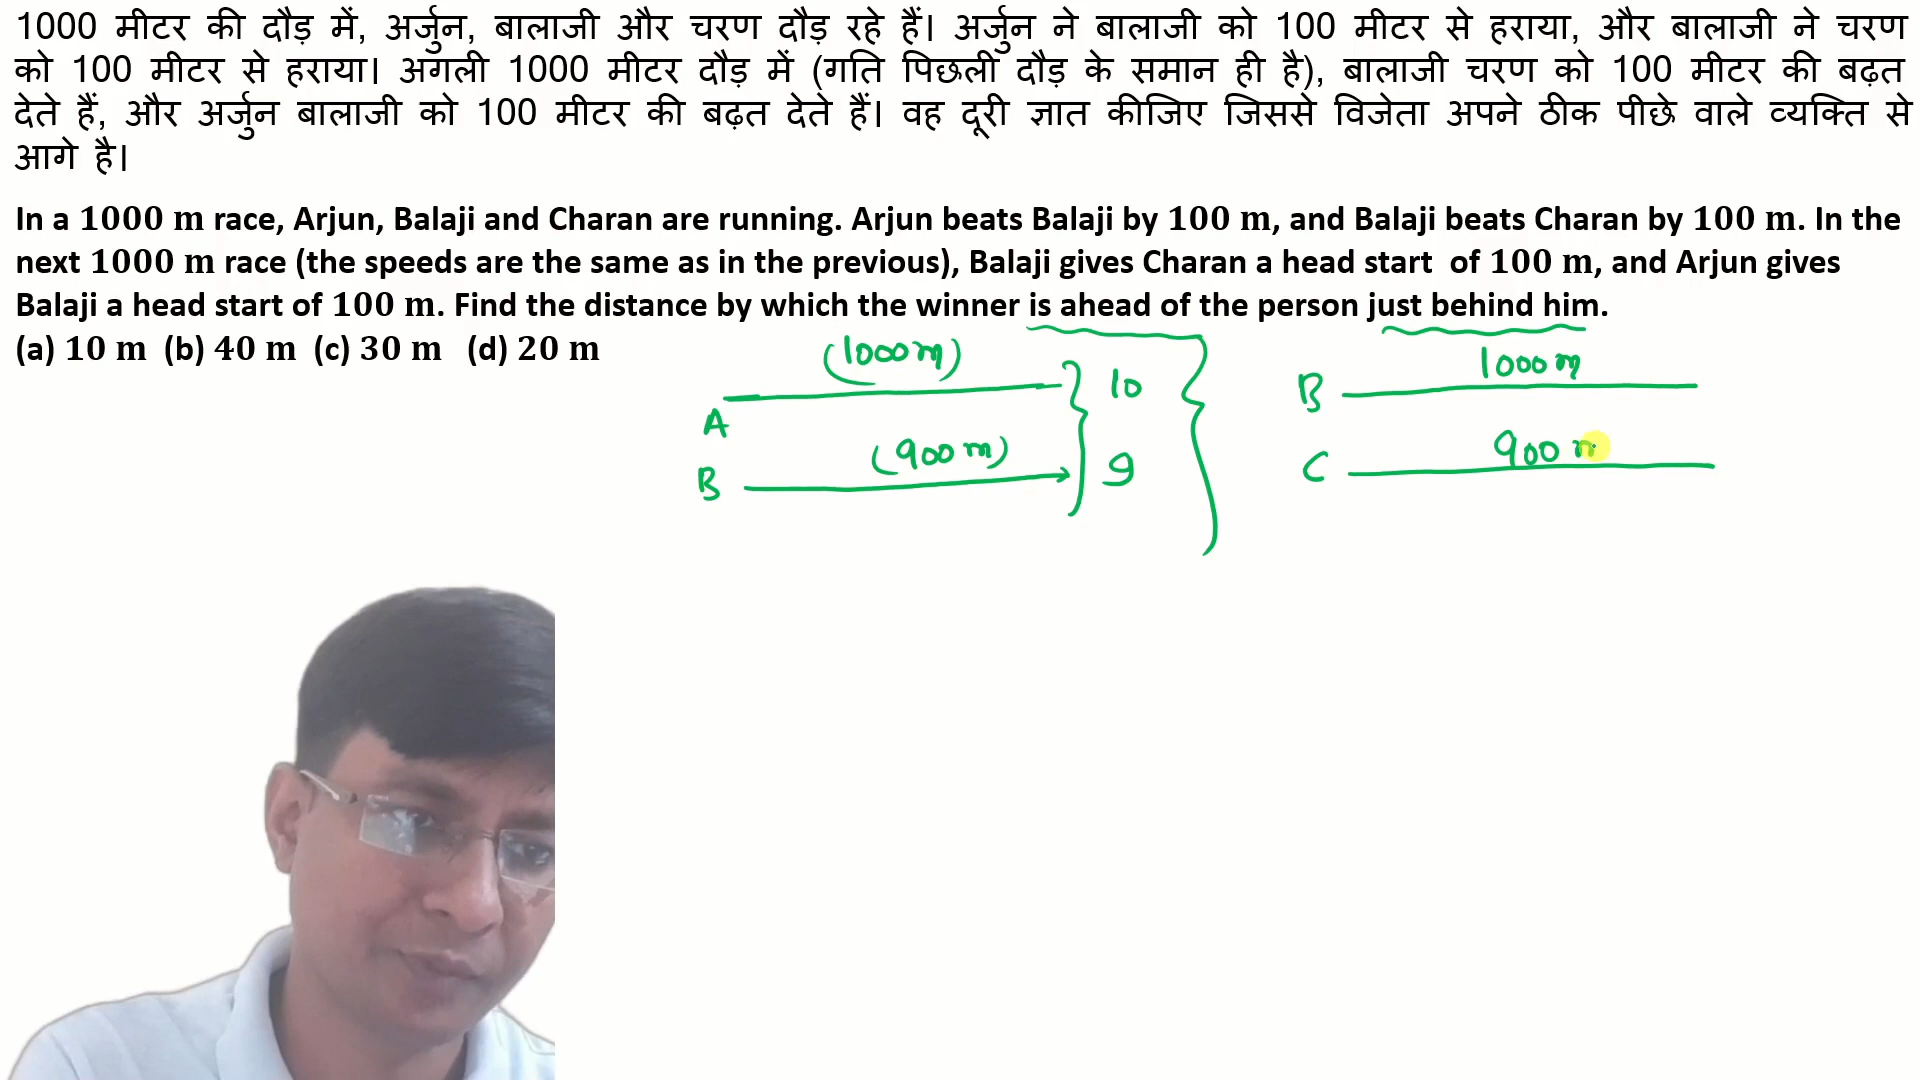 1000 मीटर की दौड़ में, अर्जुन, बालाजी और चरण दौड़ रहे हैं। अर्जुन ने बालाजी को 100 मीटर से हराया, और बालाजी ने चरण
को 100 मीटर से हराया। अगली 1000 मीटर दौड़ में (गति पिछली दौड़ के समान ही है), बालाजी चरण को 100 मीटर की बढ़त
देते हैं, और अर्जुन बालाजी को 100 मीटर की बढ़त देते हैं। वह दूरी ज्ञात कीजिए जिससे विजेता अपने ठीक पीछे वाले व्यक्ति से
आगे है।
In a 1000 m race, Arjun, Balaji and Charan are running. Arjun beats Balaji by 100 m, and Balaji beats Charan by 100 m. In the
next 1000 m race (the speeds are the same as in the previous), Balaji gives Charan a head start of 100 m, and Arjun gives
Balaji a head start of 100 m. Find the distance by which the winner is ahead of the person just behind him.
(a) 10 m (b) 40 m (c) 30 m (d) 20 m
(1000 m)
A 10
(900 m)
B 9
1000 m
B
900 m
C